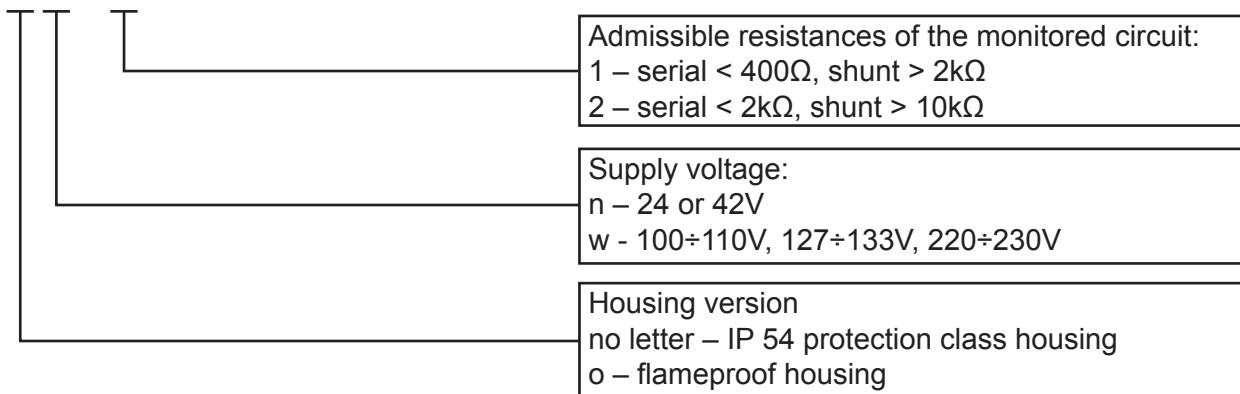 Admissible resistances of the monitored circuit:
1 – serial < 400Ω, shunt > 2kΩ
2 – serial < 2kΩ, shunt > 10kΩ
Supply voltage:
n – 24 or 42V
w - 100÷110V, 127÷133V, 220÷230V
Housing version
no letter – IP 54 protection class housing
o – flameproof housing